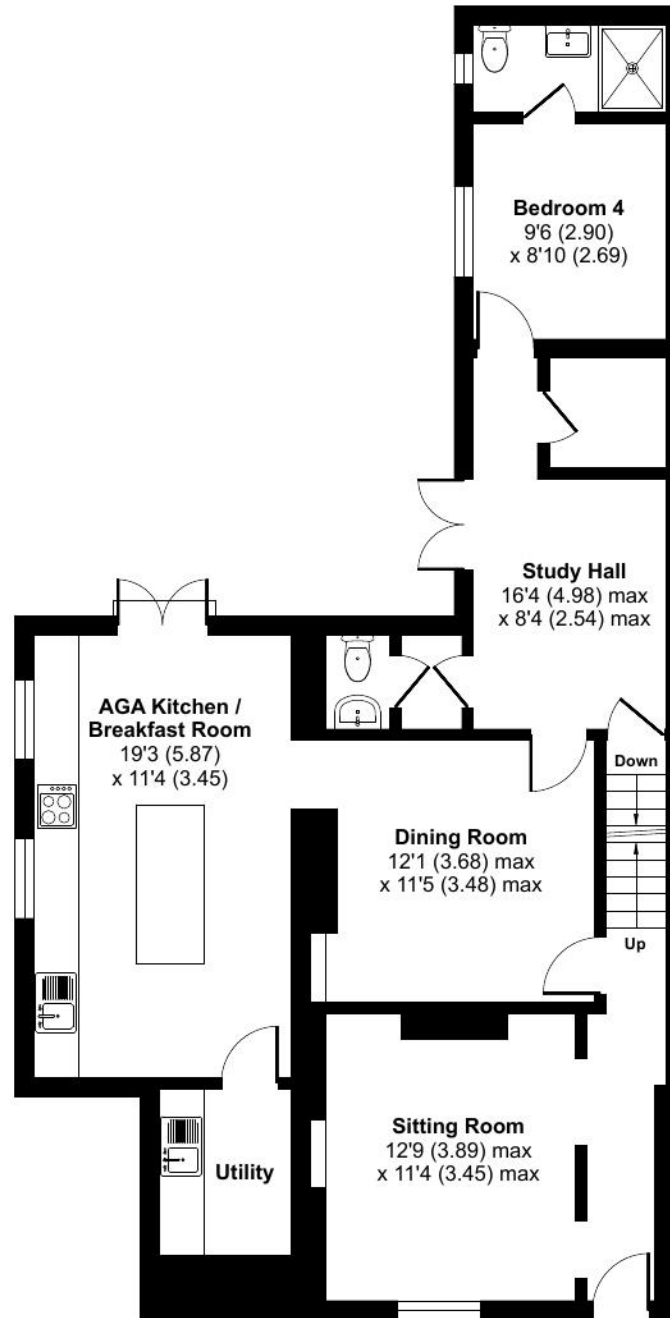 Bedroom 4
9'6 (2.90)
x 8'10 (2.69)
Study Hall
16'4 (4.98) max
x 8'4 (2.54) max
AGA Kitchen /
Breakfast Room
19'3 (5.87)
x 11'4 (3.45)
Down
Dining Room
12'1 (3.68) max
x 11'5 (3.48) max
Up
Sitting Room
12'9 (3.89) max
x 11'4 (3.45) max
Utility